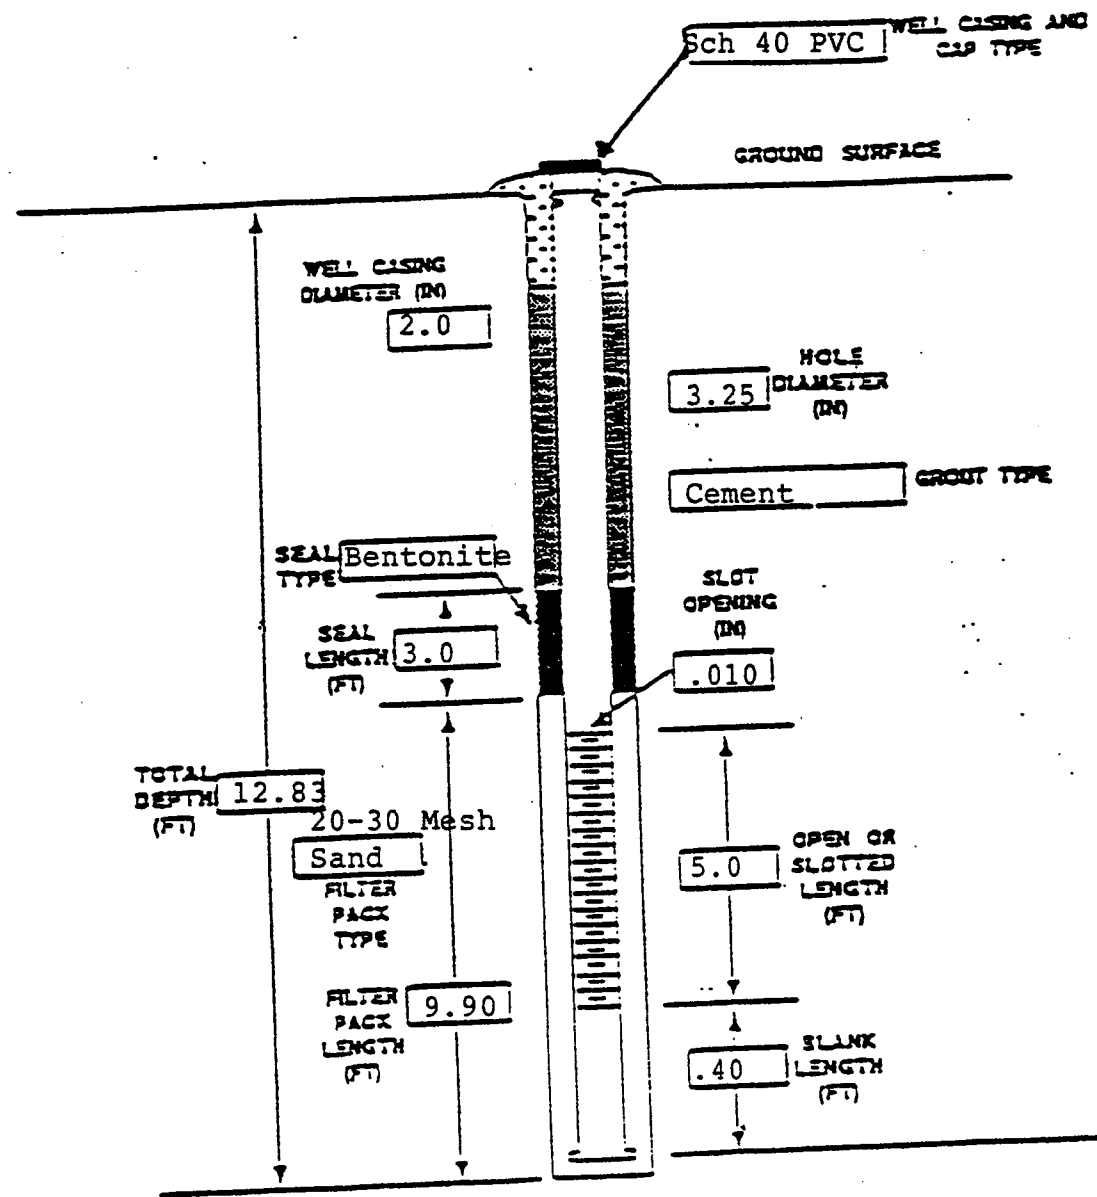 Sch 40 PVC
WELL CASING AND
CAP TYPE
GROUND SURFACE
WELL CASING
DIAMETER (IN)
2.0
HOLE
DIAMETER
(IN)
3.25
Cement
GROUT TYPE
SEAL
TYPE
Bentonite
SLOT
OPENING
(IN)
.010
SEAL
LENGTH
(FT)
3.0
TOTAL
DEPTH
(FT)
12.83
20-30 Mesh
Sand
FILTER
PACK
TYPE
5.0
OPEN OR
SLOTTED
LENGTH
(FT)
FILTER
PACK
LENGTH
(FT)
9.90
.40
BLANK
LENGTH
(FT)